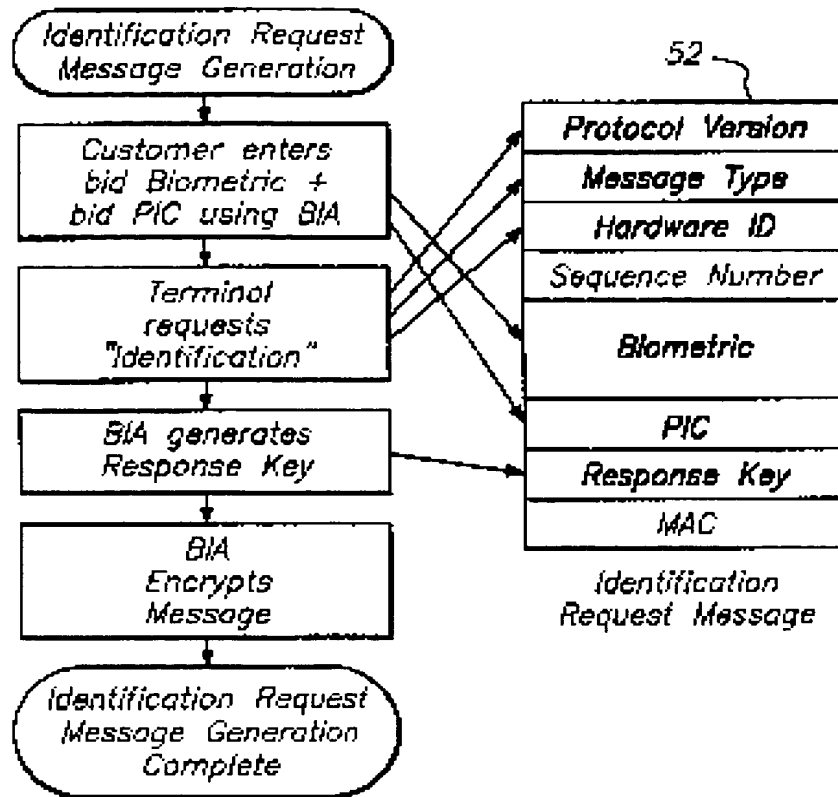 Identification Request
Message Generation
Customer enters
bid Biometric +
bid PIC using BIA
Terminal
requests
"Identification"
BIA generates
Response Key
BIA
Encrypts
Message
Identification Request
Message Generation
Complete
52
Protocol Version
Message Type
Hardware ID
Sequence Number
Biometric
PIC
Response Key
MAC
Identification
Request Message